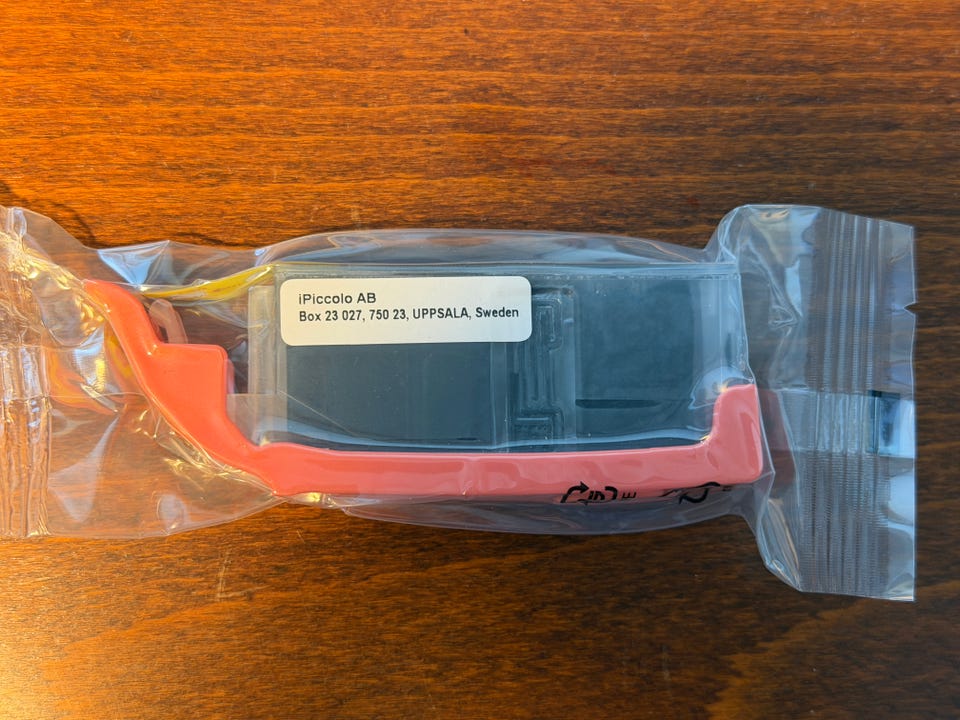 iPiccolo AB
Box 23 027, 750 23, UPPSALA, Sweden